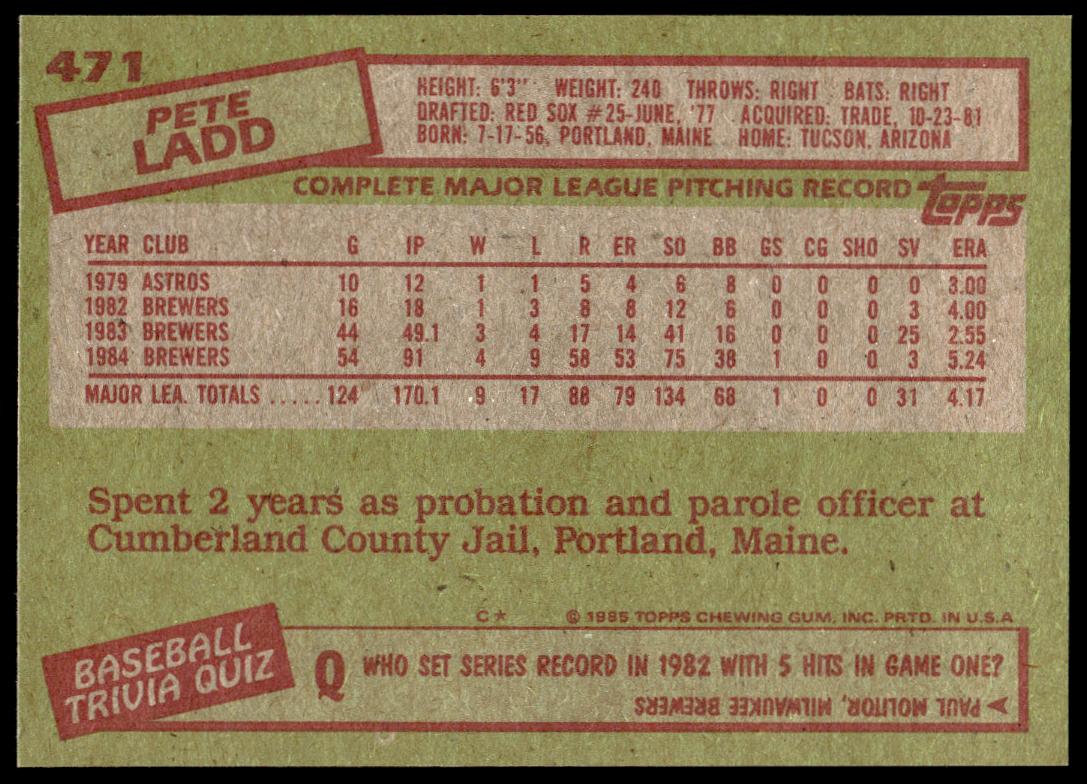 471
PETE
LADD
HEIGHT: 6'3" WEIGHT: 240 THROWS: RIGHT BATS: RIGHT
DRAFTED: RED SOX #25-JUNE, '77 ACQUIRED: TRADE, 10-23-81
BORN: 7-17-56, PORTLAND, MAINE HOME: TUCSON, ARIZONA
COMPLETE MAJOR LEAGUE PITCHING RECORD topps
YEAR CLUB G IP W L R ER SO BB GS CG SHO SV ERA
1979 ASTROS 10 12 1 1 5 4 6 8 0 0 0 0 3.00
1982 BREWERS 16 18 1 3 8 8 12 6 0 0 0 3 4.00
1983 BREWERS 44 49.1 3 4 17 14 41 16 0 0 0 25 2.55
1984 BREWERS 54 91 4 9 58 53 75 38 1 0 0 3 5.24
MAJOR LEA. TOTALS ..... 124 170.1 9 17 88 79 134 68 1 0 0 31 4.17
Spent 2 years as probation and parole officer at
Cumberland County Jail, Portland, Maine.
C★ © 1985 TOPPS CHEWING GUM, INC. PRTD. IN U.S.A
BASEBALL
TRIVIA QUIZ
Q WHO SET SERIES RECORD IN 1982 WITH 5 HITS IN GAME ONE?
PAUL MOLITOR, MILWAUKEE BREWERS